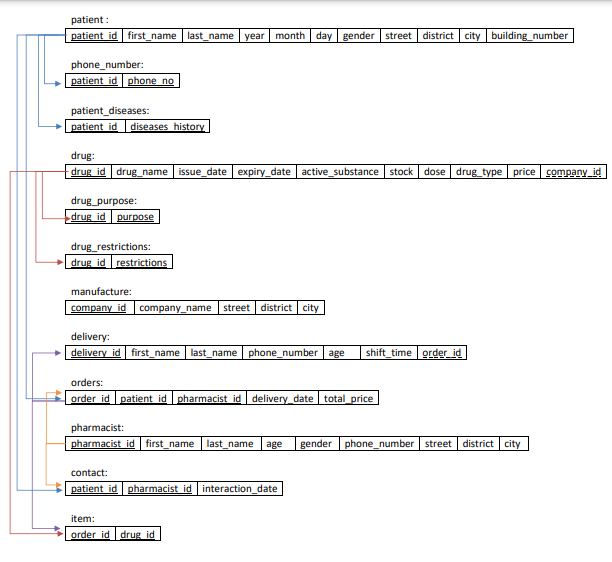 patient :
patient_id first_name last_name year month day gender street district city building_number
phone_number:
patient_id phone_no
patient_diseases:
patient_id diseases_history
drug:
drug_id drug_name issue_date expiry_date active_substance stock dose drug_type price company_id
drug_purpose:
drug_id purpose
drug_restrictions:
drug_id restrictions
manufacture:
company_id company_name street district city
delivery:
delivery_id first_name last_name phone_number age shift_time order_id
orders:
order_id patient_id pharmacist_id delivery_date total_price
pharmacist:
pharmacist_id first_name last_name age gender phone_number street district city
contact:
patient_id pharmacist_id interaction_date
item:
order_id drug_id